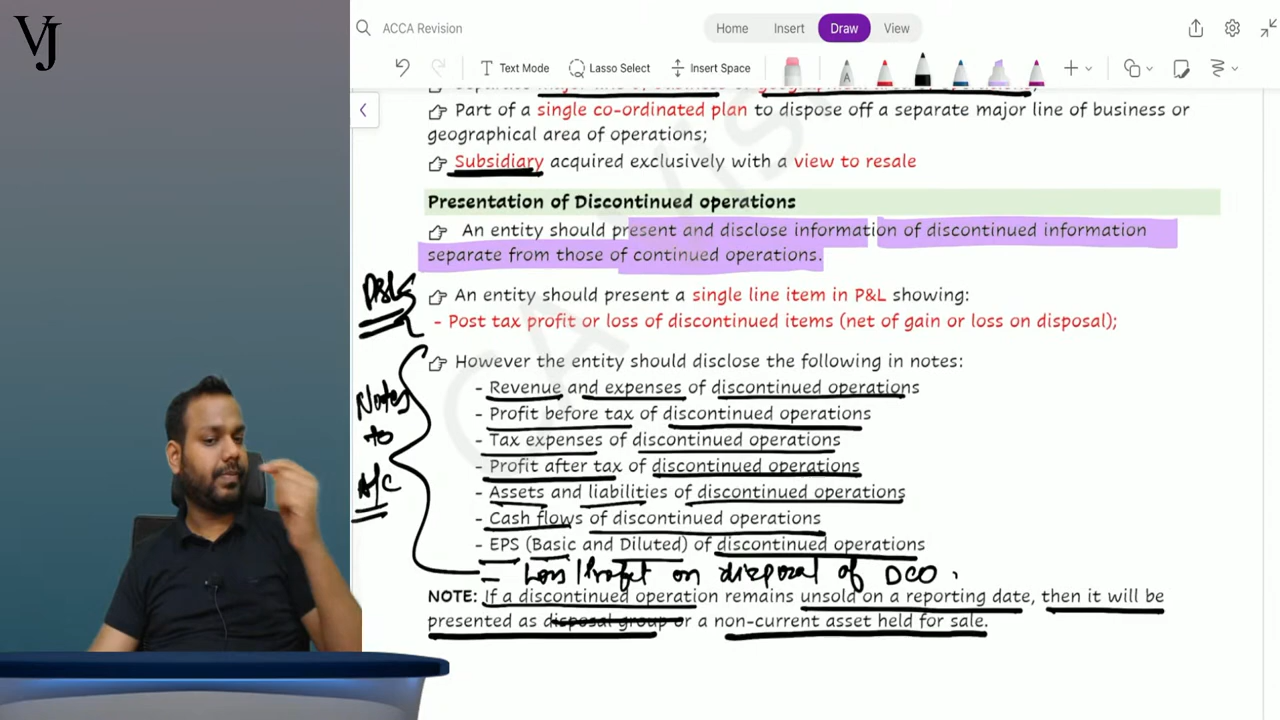 VJ
ACCA Revision
Home Insert Draw View
Text Mode Lasso Select Insert Space
Part of a single co-ordinated plan to dispose off a separate major line of business or
geographical area of operations;
Subsidiary acquired exclusively with a view to resale
Presentation of Discontinued operations
An entity should present and disclose information of discontinued information
separate from those of continued operations.
P&L
An entity should present a single line item in P&L showing:
- Post tax profit or loss of discontinued items (net of gain or loss on disposal);
However the entity should disclose the following in notes:
Notes
to
A/C
- Revenue and expenses of discontinued operations
- Profit before tax of discontinued operations
- Tax expenses of discontinued operations
- Profit after tax of discontinued operations
- Assets and liabilities of discontinued operations
- Cash flows of discontinued operations
- EPS (Basic and Diluted) of discontinued operations
= Loss/Profit on disposal of DCO.
NOTE: If a discontinued operation remains unsold on a reporting date, then it will be
presented as disposal group or a non-current asset held for sale.